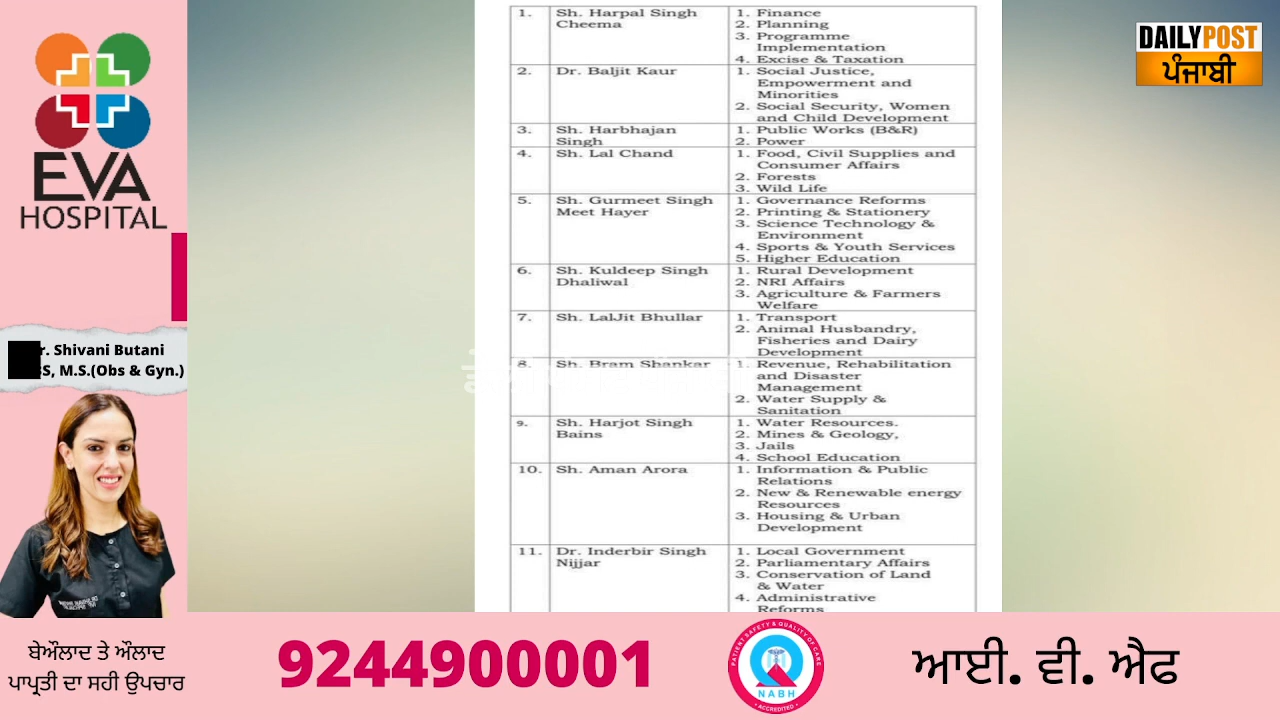 EVA
HOSPITAL
r. Shivani Butani
S, M.S.(Obs & Gyn.)
1. Sh. Harpal Singh 1. Finance
Cheema 2. Planning
3. Programme
Implementation
4. Excise & Taxation
2. Dr. Baljit Kaur 1. Social Justice,
Empowerment and
Minorities
2. Social Security, Women
and Child Development
3. Sh. Harbhajan 1. Public Works (B&R)
Singh 2. Power
4. Sh. Lal Chand 1. Food, Civil Supplies and
Consumer Affairs
2. Forests
3. Wild Life
5. Sh. Gurmeet Singh 1. Governance Reforms
Meet Hayer 2. Printing & Stationery
3. Science Technology &
Environment
4. Sports & Youth Services
5. Higher Education
6. Sh. Kuldeep Singh 1. Rural Development
Dhaliwal 2. NRI Affairs
3. Agriculture & Farmers
Welfare
7. Sh. LalJit Bhullar 1. Transport
2. Animal Husbandry,
Fisheries and Dairy
Development
8. Sh. Bram Shankar 1. Revenue, Rehabilitation
and Disaster
Management
2. Water Supply &
Sanitation
9. Sh. Harjot Singh 1. Water Resources.
Bains 2. Mines & Geology,
3. Jails
4. School Education
10. Sh. Aman Arora 1. Information & Public
Relations
2. New & Renewable energy
Resources
3. Housing & Urban
Development
11. Dr. Inderbir Singh 1. Local Government
Nijjar 2. Parliamentary Affairs
3. Conservation of Land
& Water
4. Administrative
Reforms
DAILY POST
ਪੰਜਾਬੀ
ਬੇਔਲਾਦ ਤੇ ਔਲਾਦ
ਪਾਪ੍ਰਤੀ ਦਾ ਸਹੀ ਉਪਚਾਰ
9244900001
PATIENT SAFETY & QUALITY OF CARE
NABH
• ACCREDITED •
ਆਈ. ਵੀ. ਐਫ